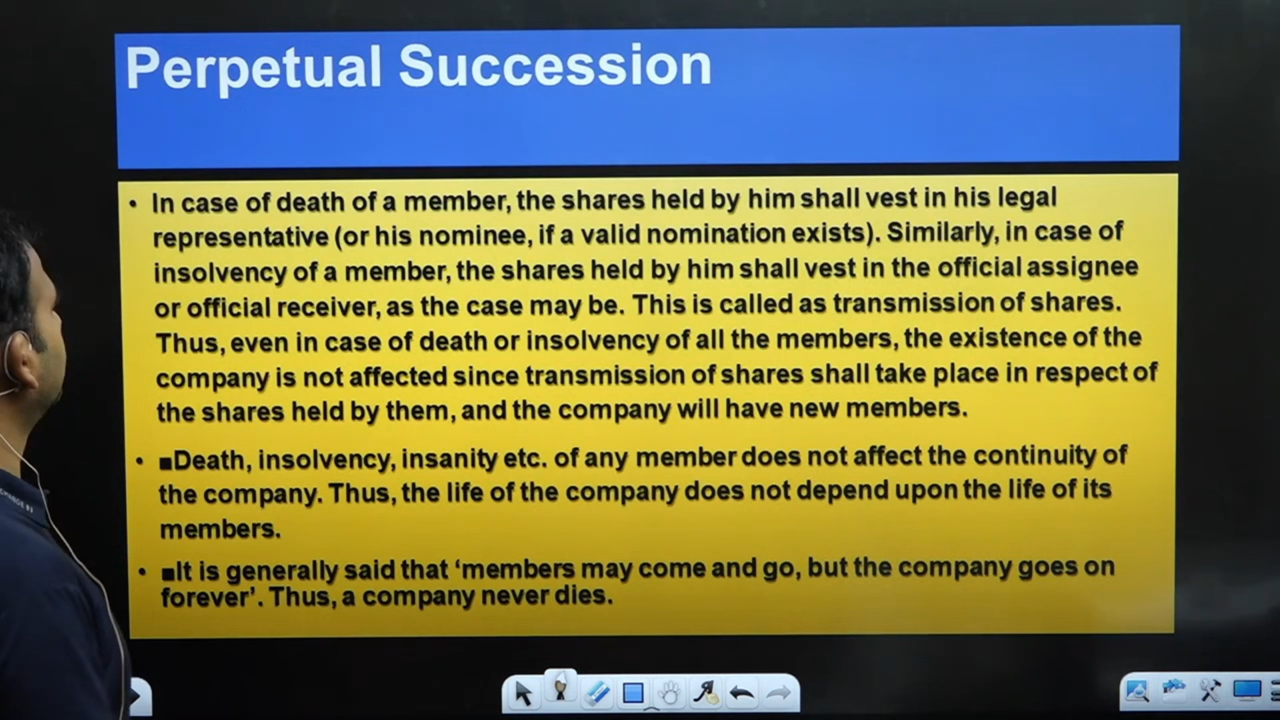 Perpetual Succession
• In case of death of a member, the shares held by him shall vest in his legal
representative (or his nominee, if a valid nomination exists). Similarly, in case of
insolvency of a member, the shares held by him shall vest in the official assignee
or official receiver, as the case may be. This is called as transmission of shares.
Thus, even in case of death or insolvency of all the members, the existence of the
company is not affected since transmission of shares shall take place in respect of
the shares held by them, and the company will have new members.
• ■Death, insolvency, insanity etc. of any member does not affect the continuity of
the company. Thus, the life of the company does not depend upon the life of its
members.
• ■It is generally said that ‘members may come and go, but the company goes on
forever’. Thus, a company never dies.